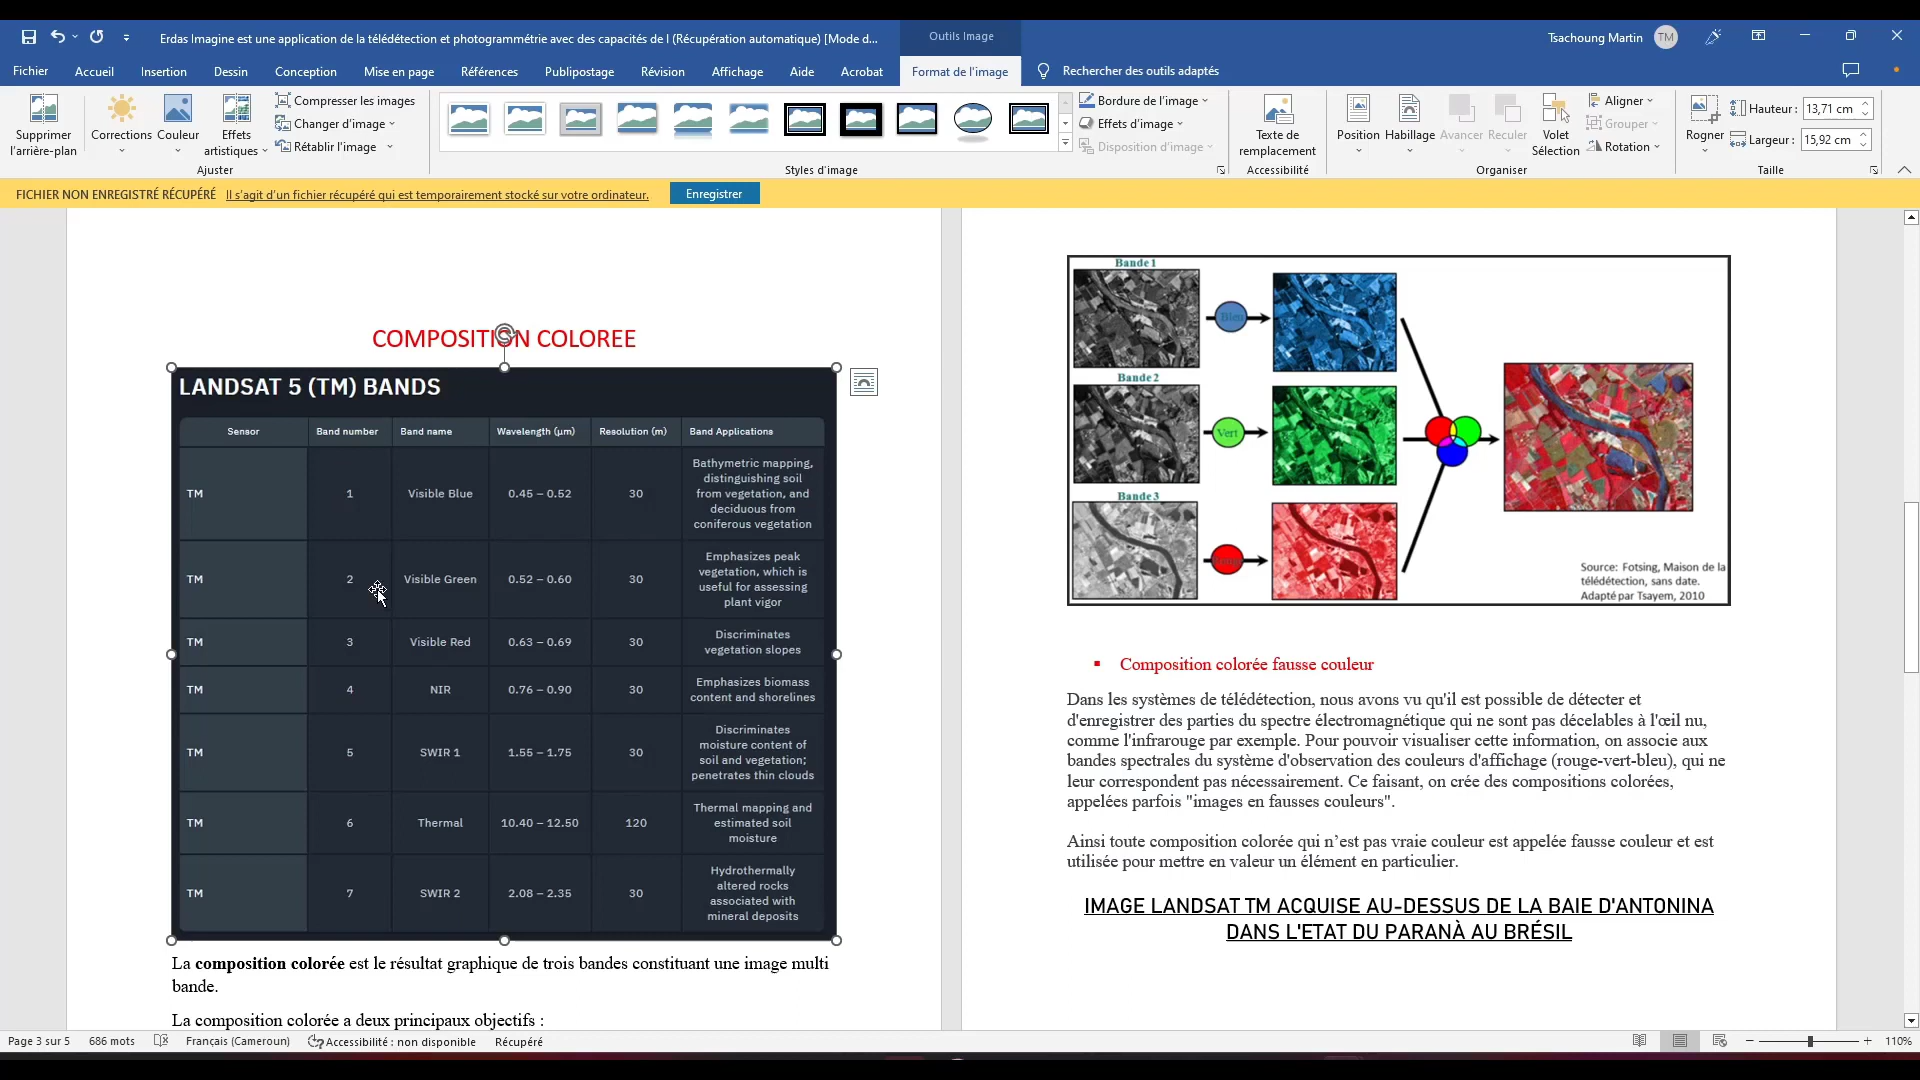 Erdas Imagine est une application de la télédétection et photogrammétrie avec des capacités de l (Récupération automatique) [Mode d...
Outils Image
Tsachoung Martin
TM
Fichier
Accueil
Insertion
Dessin
Conception
Mise en page
Références
Publipostage
Révision
Affichage
Aide
Acrobat
Format de l'image
Rechercher des outils adaptés
Supprimer
l'arrière-plan
Corrections
Couleur
Effets
artistiques
Compresser les images
Changer d'image
Rétablir l'image
Ajuster
Styles d'image
Bordure de l'image
Effets d'image
Disposition d'image
Texte de
remplacement
Accessibilité
Position
Habillage
Avancer
Reculer
Volet
Sélection
Aligner
Grouper
Rotation
Organiser
Rogner
Hauteur :
13,71 cm
Largeur :
15,92 cm
Taille
FICHIER NON ENREGISTRÉ RÉCUPÉRÉ
Il s'agit d'un fichier récupéré qui est temporairement stocké sur votre ordinateur.
Enregistrer
COMPOSITION COLOREE
LANDSAT 5 (TM) BANDS
Sensor Band number Band name Wavelength (µm) Resolution (m) Band Applications
TM 1 Visible Blue 0.45 – 0.52 30
Bathymetric mapping,
distinguishing soil
from vegetation, and
deciduous from
coniferous vegetation
TM 2 Visible Green 0.52 – 0.60 30
Emphasizes peak
vegetation, which is
useful for assessing
plant vigor
TM 3 Visible Red 0.63 – 0.69 30
Discriminates
vegetation slopes
TM 4 NIR 0.76 – 0.90 30
Emphasizes biomass
content and shorelines
TM 5 SWIR 1 1.55 – 1.75 30
Discriminates
moisture content of
soil and vegetation;
penetrates thin clouds
TM 6 Thermal 10.40 – 12.50 120
Thermal mapping and
estimated soil
moisture
TM 7 SWIR 2 2.08 – 2.35 30
Hydrothermally
altered rocks
associated with
mineral deposits
La composition colorée est le résultat graphique de trois bandes constituant une image multi
bande.
La composition colorée a deux principaux objectifs :
Bande 1
Bleu
Bande 2
Vert
Bande 3
Source: Fotsing, Maison de la
télédétection, sans date.
Adapté par Tsayem, 2010
▪ Composition colorée fausse couleur
Dans les systèmes de télédétection, nous avons vu qu'il est possible de détecter et
d'enregistrer des parties du spectre électromagnétique qui ne sont pas décelables à l'œil nu,
comme l'infrarouge par exemple. Pour pouvoir visualiser cette information, on associe aux
bandes spectrales du système d'observation des couleurs d'affichage (rouge-vert-bleu), qui ne
leur correspondent pas nécessairement. Ce faisant, on crée des compositions colorées,
appelées parfois "images en fausses couleurs".
Ainsi toute composition colorée qui n'est pas vraie couleur est appelée fausse couleur et est
utilisée pour mettre en valeur un élément en particulier.
IMAGE LANDSAT TM ACQUISE AU-DESSUS DE LA BAIE D'ANTONINA
DANS L'ETAT DU PARANÀ AU BRÉSIL
Page 3 sur 5
686 mots
Français (Cameroun)
Accessibilité : non disponible
Récupéré
110%